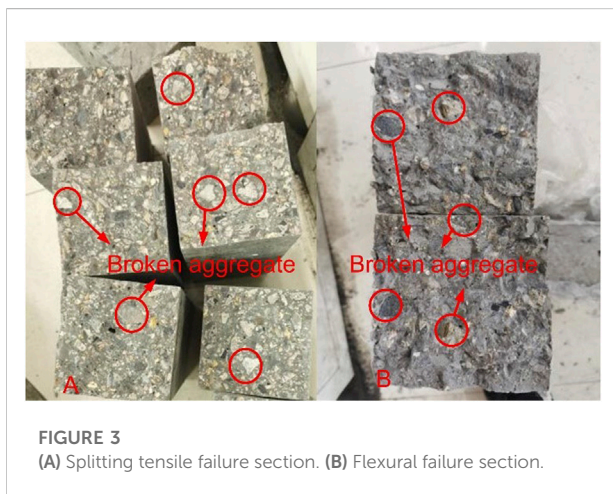 Broken aggregate
Broken aggregate
A
B
FIGURE 3
(A) Splitting tensile failure section. (B) Flexural failure section.